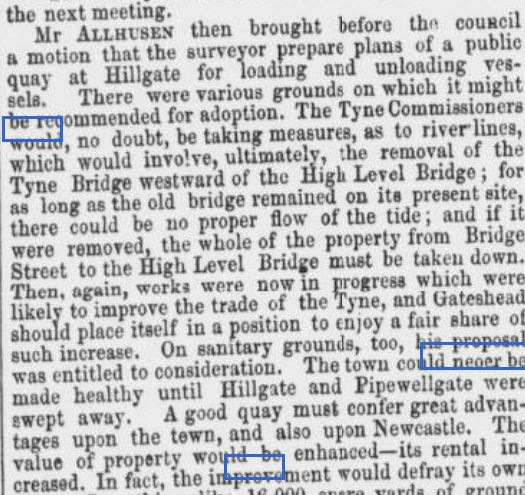 the next meeting.
Mr ALLHUSEN then brought before the council
a motion that the surveyor prepare plans of a public
quay at Hillgate for loading and unloading ves-
sels. There were various grounds on which it might
be recommended for adoption. The Tyne Commissioners
would, no doubt, be taking measures, as to river lines,
which would involve, ultimately, the removal of the
Tyne Bridge westward of the High Level Bridge; for
as long as the old bridge remained on its present site,
there could be no proper flow of the tide; and if it
were removed, the whole of the property from Bridge
Street to the High Level Bridge must be taken down.
Then, again, works were now in progress which were
likely to improve the trade of the Tyne, and Gateshead
should place itself in a position to enjoy a fair share of
such increase. On sanitary grounds, too, his proposal
was entitled to consideration. The town could never be
made healthy until Hillgate and Pipewellgate were
swept away. A good quay must confer great advan-
tages upon the town, and also upon Newcastle. The
value of property would be enhanced—its rental in-
creased. In fact, the improvement would defray its own
16,000 square yards of ground